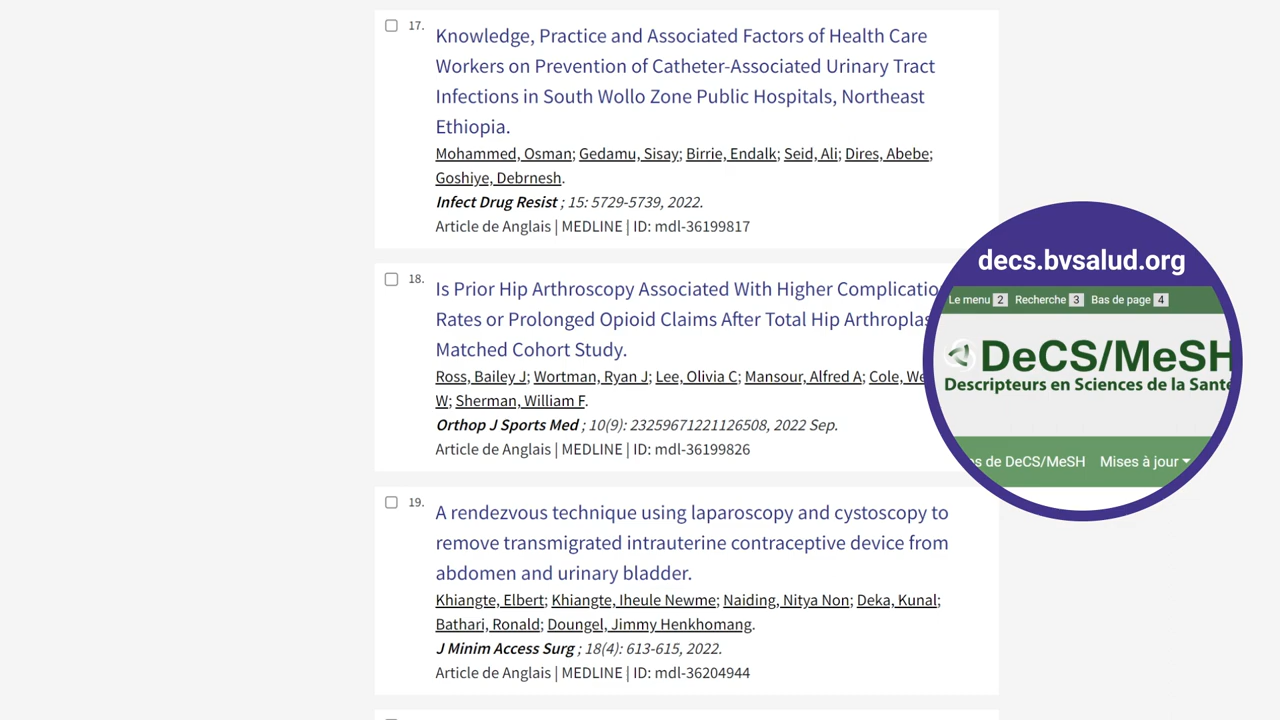 17.
Knowledge, Practice and Associated Factors of Health Care
Workers on Prevention of Catheter-Associated Urinary Tract
Infections in South Wollo Zone Public Hospitals, Northeast
Ethiopia.
Mohammed, Osman; Gedamu, Sisay; Birrie, Endalk; Seid, Ali; Dires, Abebe;
Goshiye, Debrnesh.
Infect Drug Resist ; 15: 5729-5739, 2022.
Article de Anglais | MEDLINE | ID: mdl-36199817
18.
Is Prior Hip Arthroscopy Associated With Higher
Rates or Prolonged Opioid Claims After Total Hip
Matched Cohort Study.
Ross, Bailey J; Wortman, Ryan J; Lee, Olivia C; Mansour, Alfred A; Cole,
W; Sherman, William F.
Orthop J Sports Med ; 10(9): 23259671221126508, 2022 Sep.
Article de Anglais | MEDLINE | ID: mdl-36199826
19.
A rendezvous technique using laparoscopy and cystoscopy to
remove transmigrated intrauterine contraceptive device from
abdomen and urinary bladder.
Khiangte, Elbert; Khiangte, Iheule Newme; Naiding, Nitya Non; Deka, Kunal;
Bathari, Ronald; Doungel, Jimmy Henkhomang.
J Minim Access Surg ; 18(4): 613-615, 2022.
Article de Anglais | MEDLINE | ID: mdl-36204944
decs.bvsalud.org
Le menu 2 Recherche 3 Bas de page 4
DeCS/MeSH
Descripteurs en Sciences de la Santé
de DeCS/MeSH Mises à jour